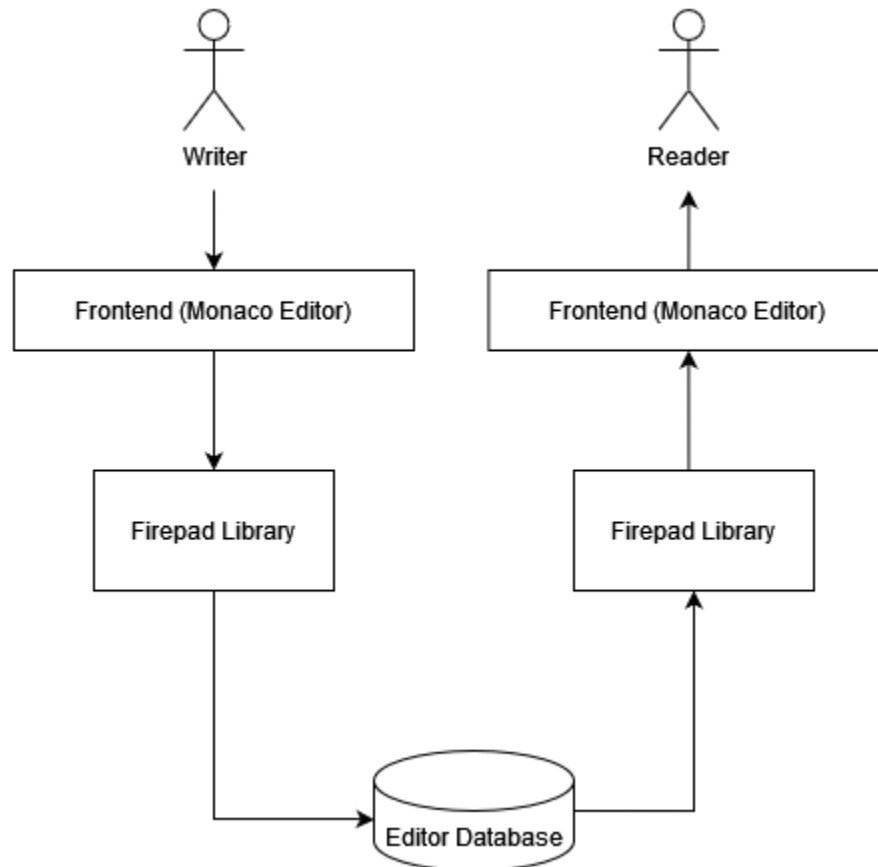 Writer
Reader
Frontend (Monaco Editor)
Frontend (Monaco Editor)
Firepad Library
Firepad Library
Editor Database